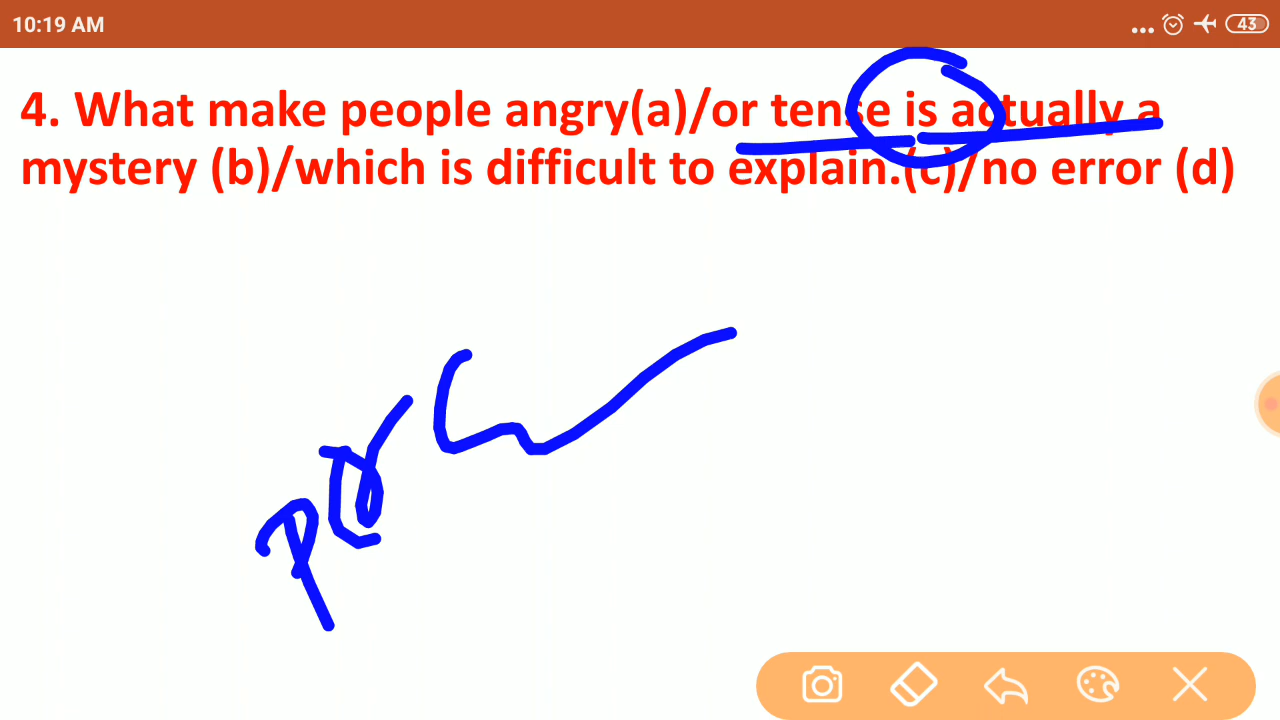 10:19 AM
43
4. What make people angry(a)/or tense is actually a
mystery (b)/which is difficult to explain.(c)/no error (d)